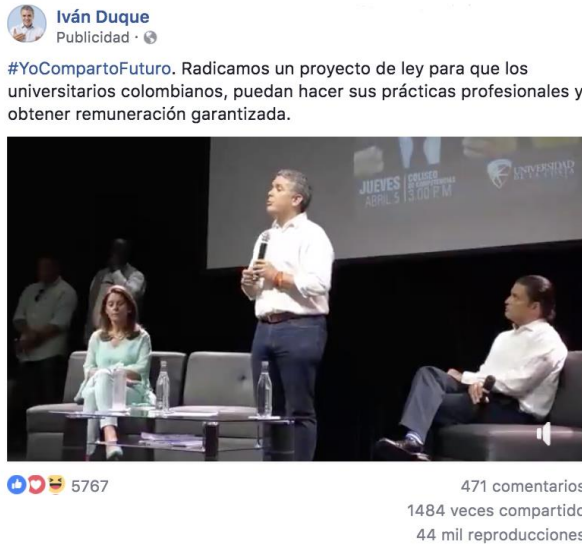 Iván Duque
Publicidad ·
#YoCompartoFuturo. Radicamos un proyecto de ley para que los
universitarios colombianos, puedan hacer sus prácticas profesionales y
obtener remuneración garantizada.
JUEVES
ABRIL 5
COLISEO
3:00 P.M
UNIVERSIDAD
5767
471 comentarios
1484 veces compartido
44 mil reproducciones